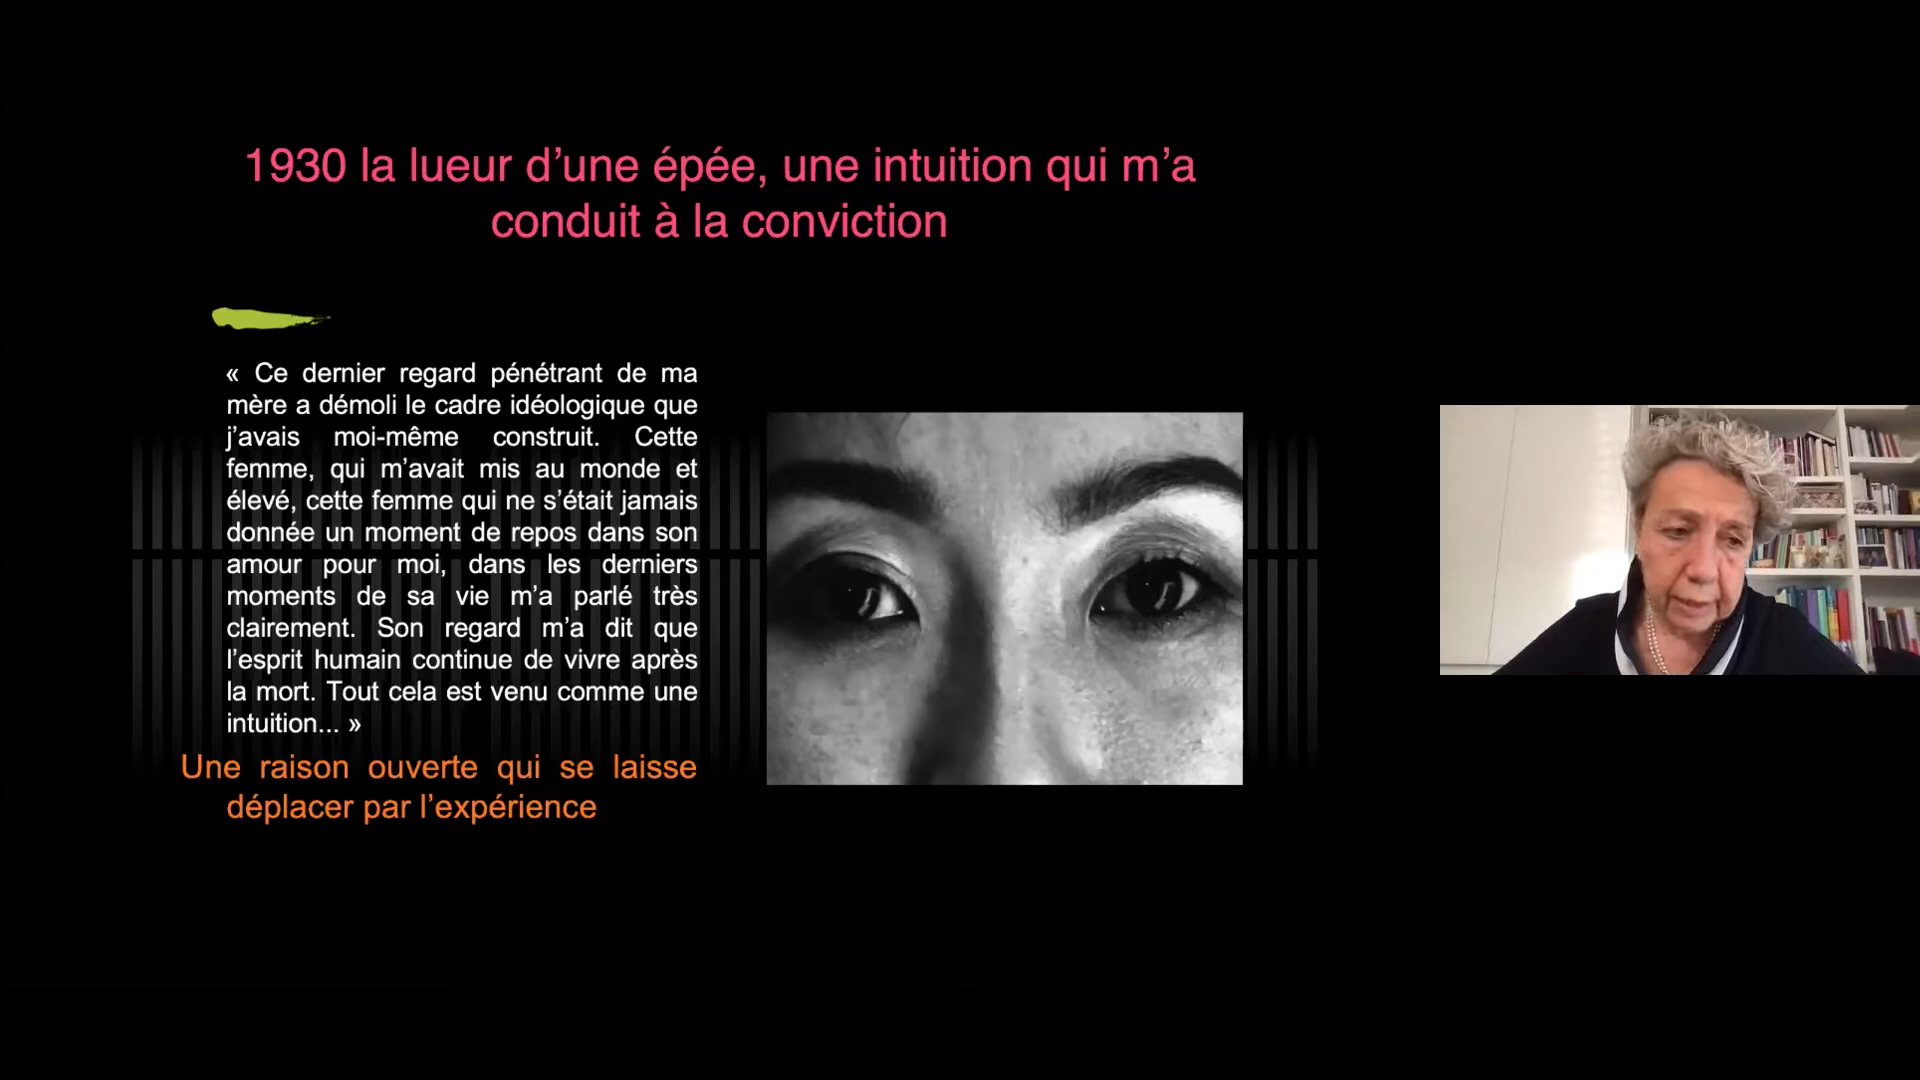 1930 la lueur d’une épée, une intuition qui m’a
conduit à la conviction
« Ce dernier regard pénétrant de ma
mère a démoli le cadre idéologique que
j’avais moi-même construit. Cette
femme, qui m’avait mis au monde et
élevé, cette femme qui ne s’était jamais
donnée un moment de repos dans son
amour pour moi, dans les derniers
moments de sa vie m’a parlé très
clairement. Son regard m’a dit que
l’esprit humain continue de vivre après
la mort. Tout cela est venu comme une
intuition... »
Une raison ouverte qui se laisse
déplacer par l’expérience